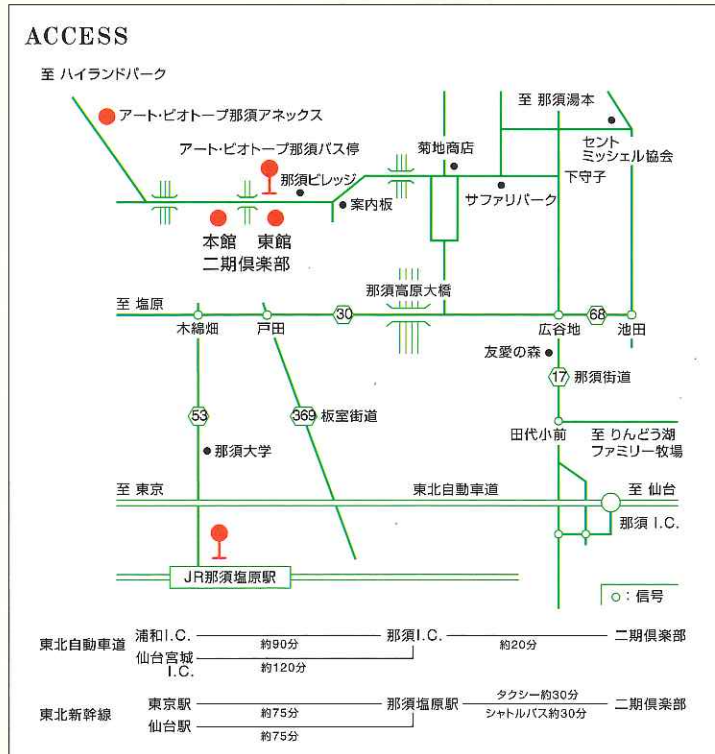 ACCESS
至 ハイランドパーク
アート・ビオトープ那須アネックス
アート・ビオトープ那須バス停
那須ビレッジ
案内板
菊地商店
至 那須湯本
セント
ミッシェル協会
下守子
サファリパーク
本館 東館
二期倶楽部
那須高原大橋
至 塩原
木綿畑
戸田
30
広谷地
68
池田
友愛の森
17 那須街道
53
369 板室街道
那須大学
田代小前
至 りんどう湖
ファミリー牧場
至 東京
東北自動車道
至 仙台
那須 I.C.
JR那須塩原駅
○:信号
東北自動車道
浦和I.C.
約90分
那須I.C.
約20分
二期倶楽部
仙台宮城
I.C.
約120分
東北新幹線
東京駅
約75分
那須塩原駅
タクシー約30分
シャトルバス約30分
二期倶楽部
仙台駅
約75分